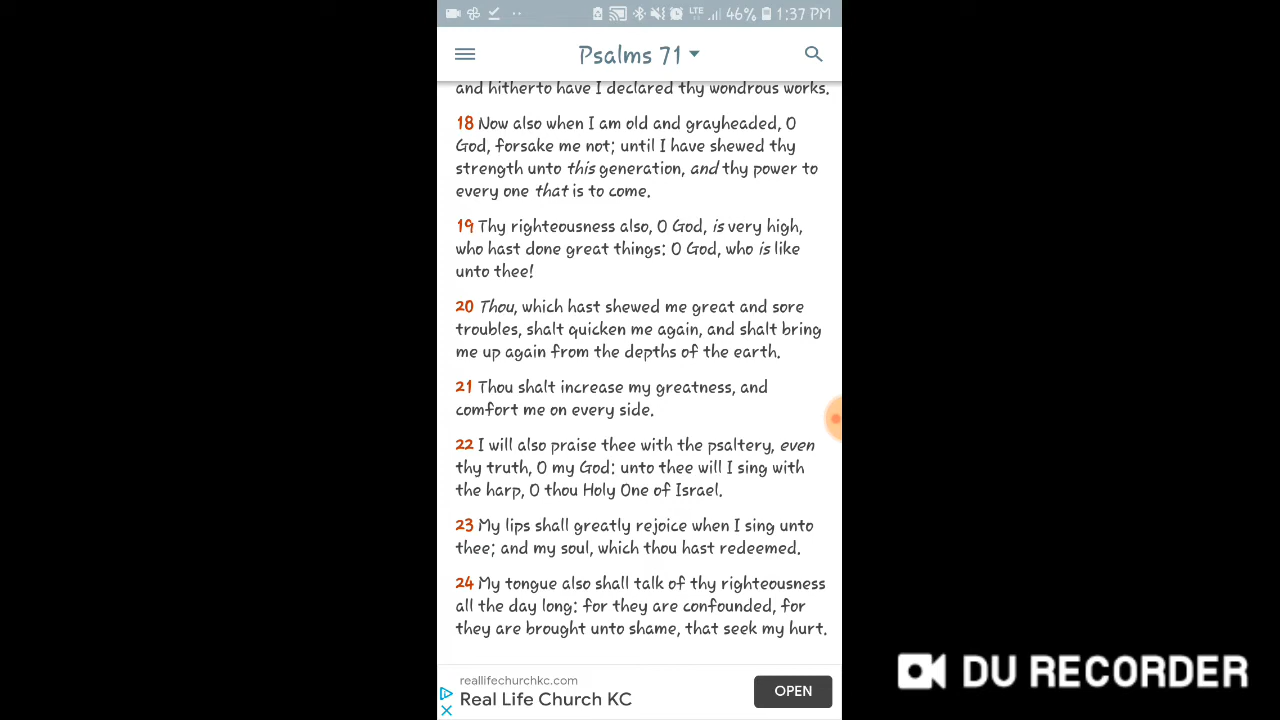 46% 1:37 PM
LTE
Psalms 71
and hitherto have I declared thy wondrous works.
18 Now also when I am old and grayheaded, O
God, forsake me not; until I have shewed thy
strength unto this generation, and thy power to
every one that is to come.
19 Thy righteousness also, O God, is very high,
who hast done great things: O God, who is like
unto thee!
20 Thou, which hast shewed me great and sore
troubles, shalt quicken me again, and shalt bring
me up again from the depths of the earth.
21 Thou shalt increase my greatness, and
comfort me on every side.
22 I will also praise thee with the psaltery, even
thy truth, O my God: unto thee will I sing with
the harp, O thou Holy One of Israel.
23 My lips shall greatly rejoice when I sing unto
thee; and my soul, which thou hast redeemed.
24 My tongue also shall talk of thy righteousness
all the day long: for they are confounded, for
they are brought unto shame, that seek my hurt.
reallifechurchkc.com
Real Life Church KC
OPEN
DU RECORDER